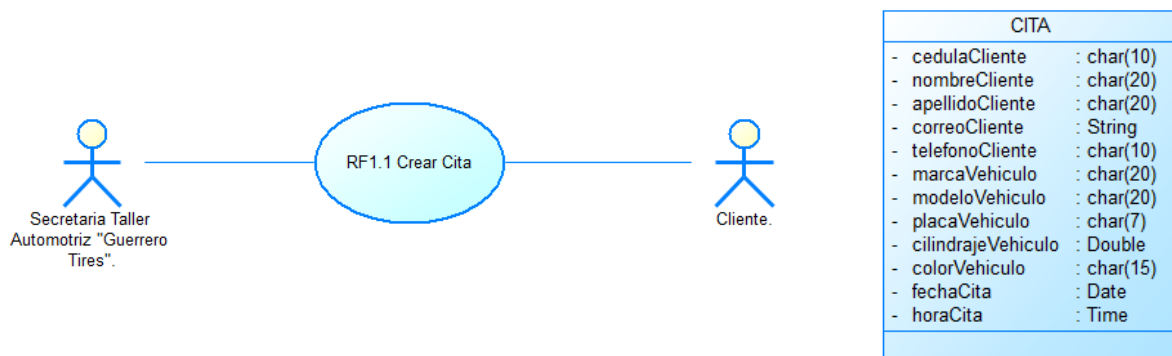 Secretaria Taller
Automotriz "Guerrero
Tires".
RF1.1 Crear Cita
Cliente.
CITA
- cedulaCliente : char(10)
- nombreCliente : char(20)
- apellidoCliente : char(20)
- correoCliente : String
- telefonoCliente : char(10)
- marcaVehiculo : char(20)
- modeloVehiculo : char(20)
- placaVehiculo : char(7)
- cilindrajeVehiculo : Double
- colorVehiculo : char(15)
- fechaCita : Date
- horaCita : Time